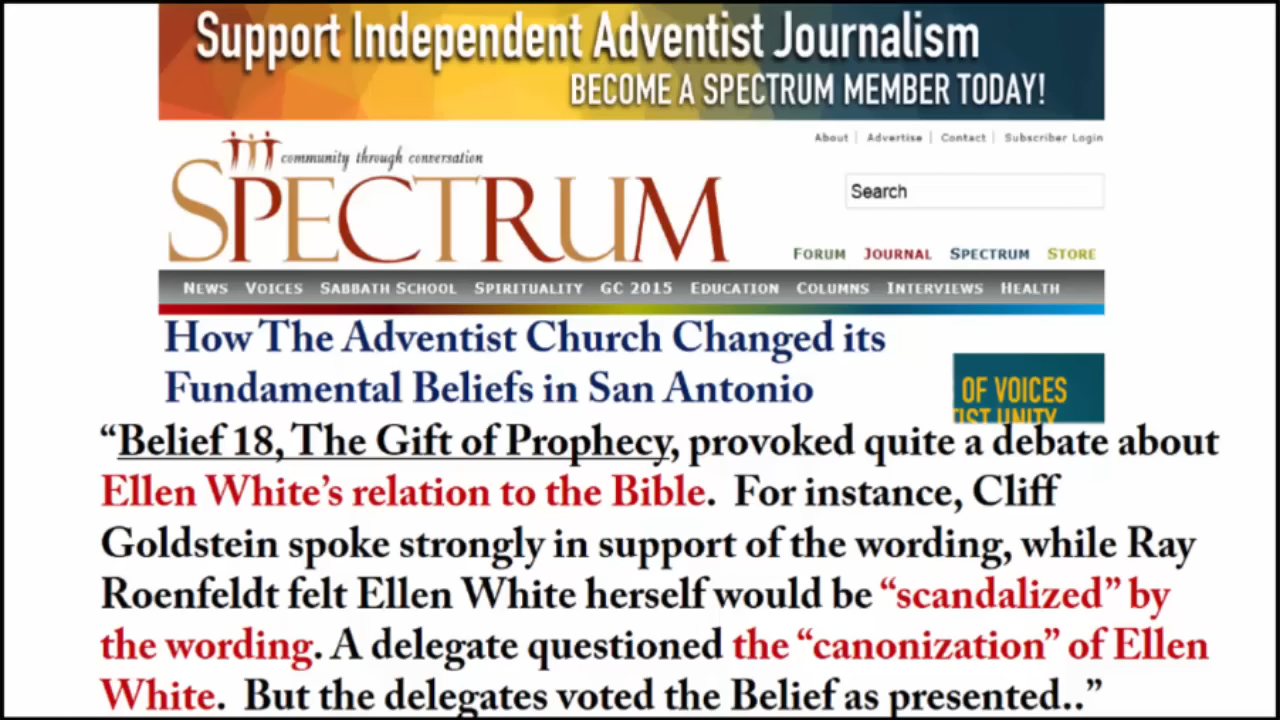 Support Independent Adventist Journalism
BECOME A SPECTRUM MEMBER TODAY!
About | Advertise | Contact | Subscriber Login
community through conversation
SPECTRUM
Search
FORUM JOURNAL SPECTRUM STORE
NEWS VOICES SABBATH SCHOOL SPIRITUALITY GC 2015 EDUCATION COLUMNS INTERVIEWS HEALTH
How The Adventist Church Changed its
Fundamental Beliefs in San Antonio
OF VOICES
TIST UNITY
“Belief 18, The Gift of Prophecy, provoked quite a debate about
Ellen White’s relation to the Bible. For instance, Cliff
Goldstein spoke strongly in support of the wording, while Ray
Roenfeldt felt Ellen White herself would be “scandalized” by
the wording. A delegate questioned the “canonization” of Ellen
White. But the delegates voted the Belief as presented..”